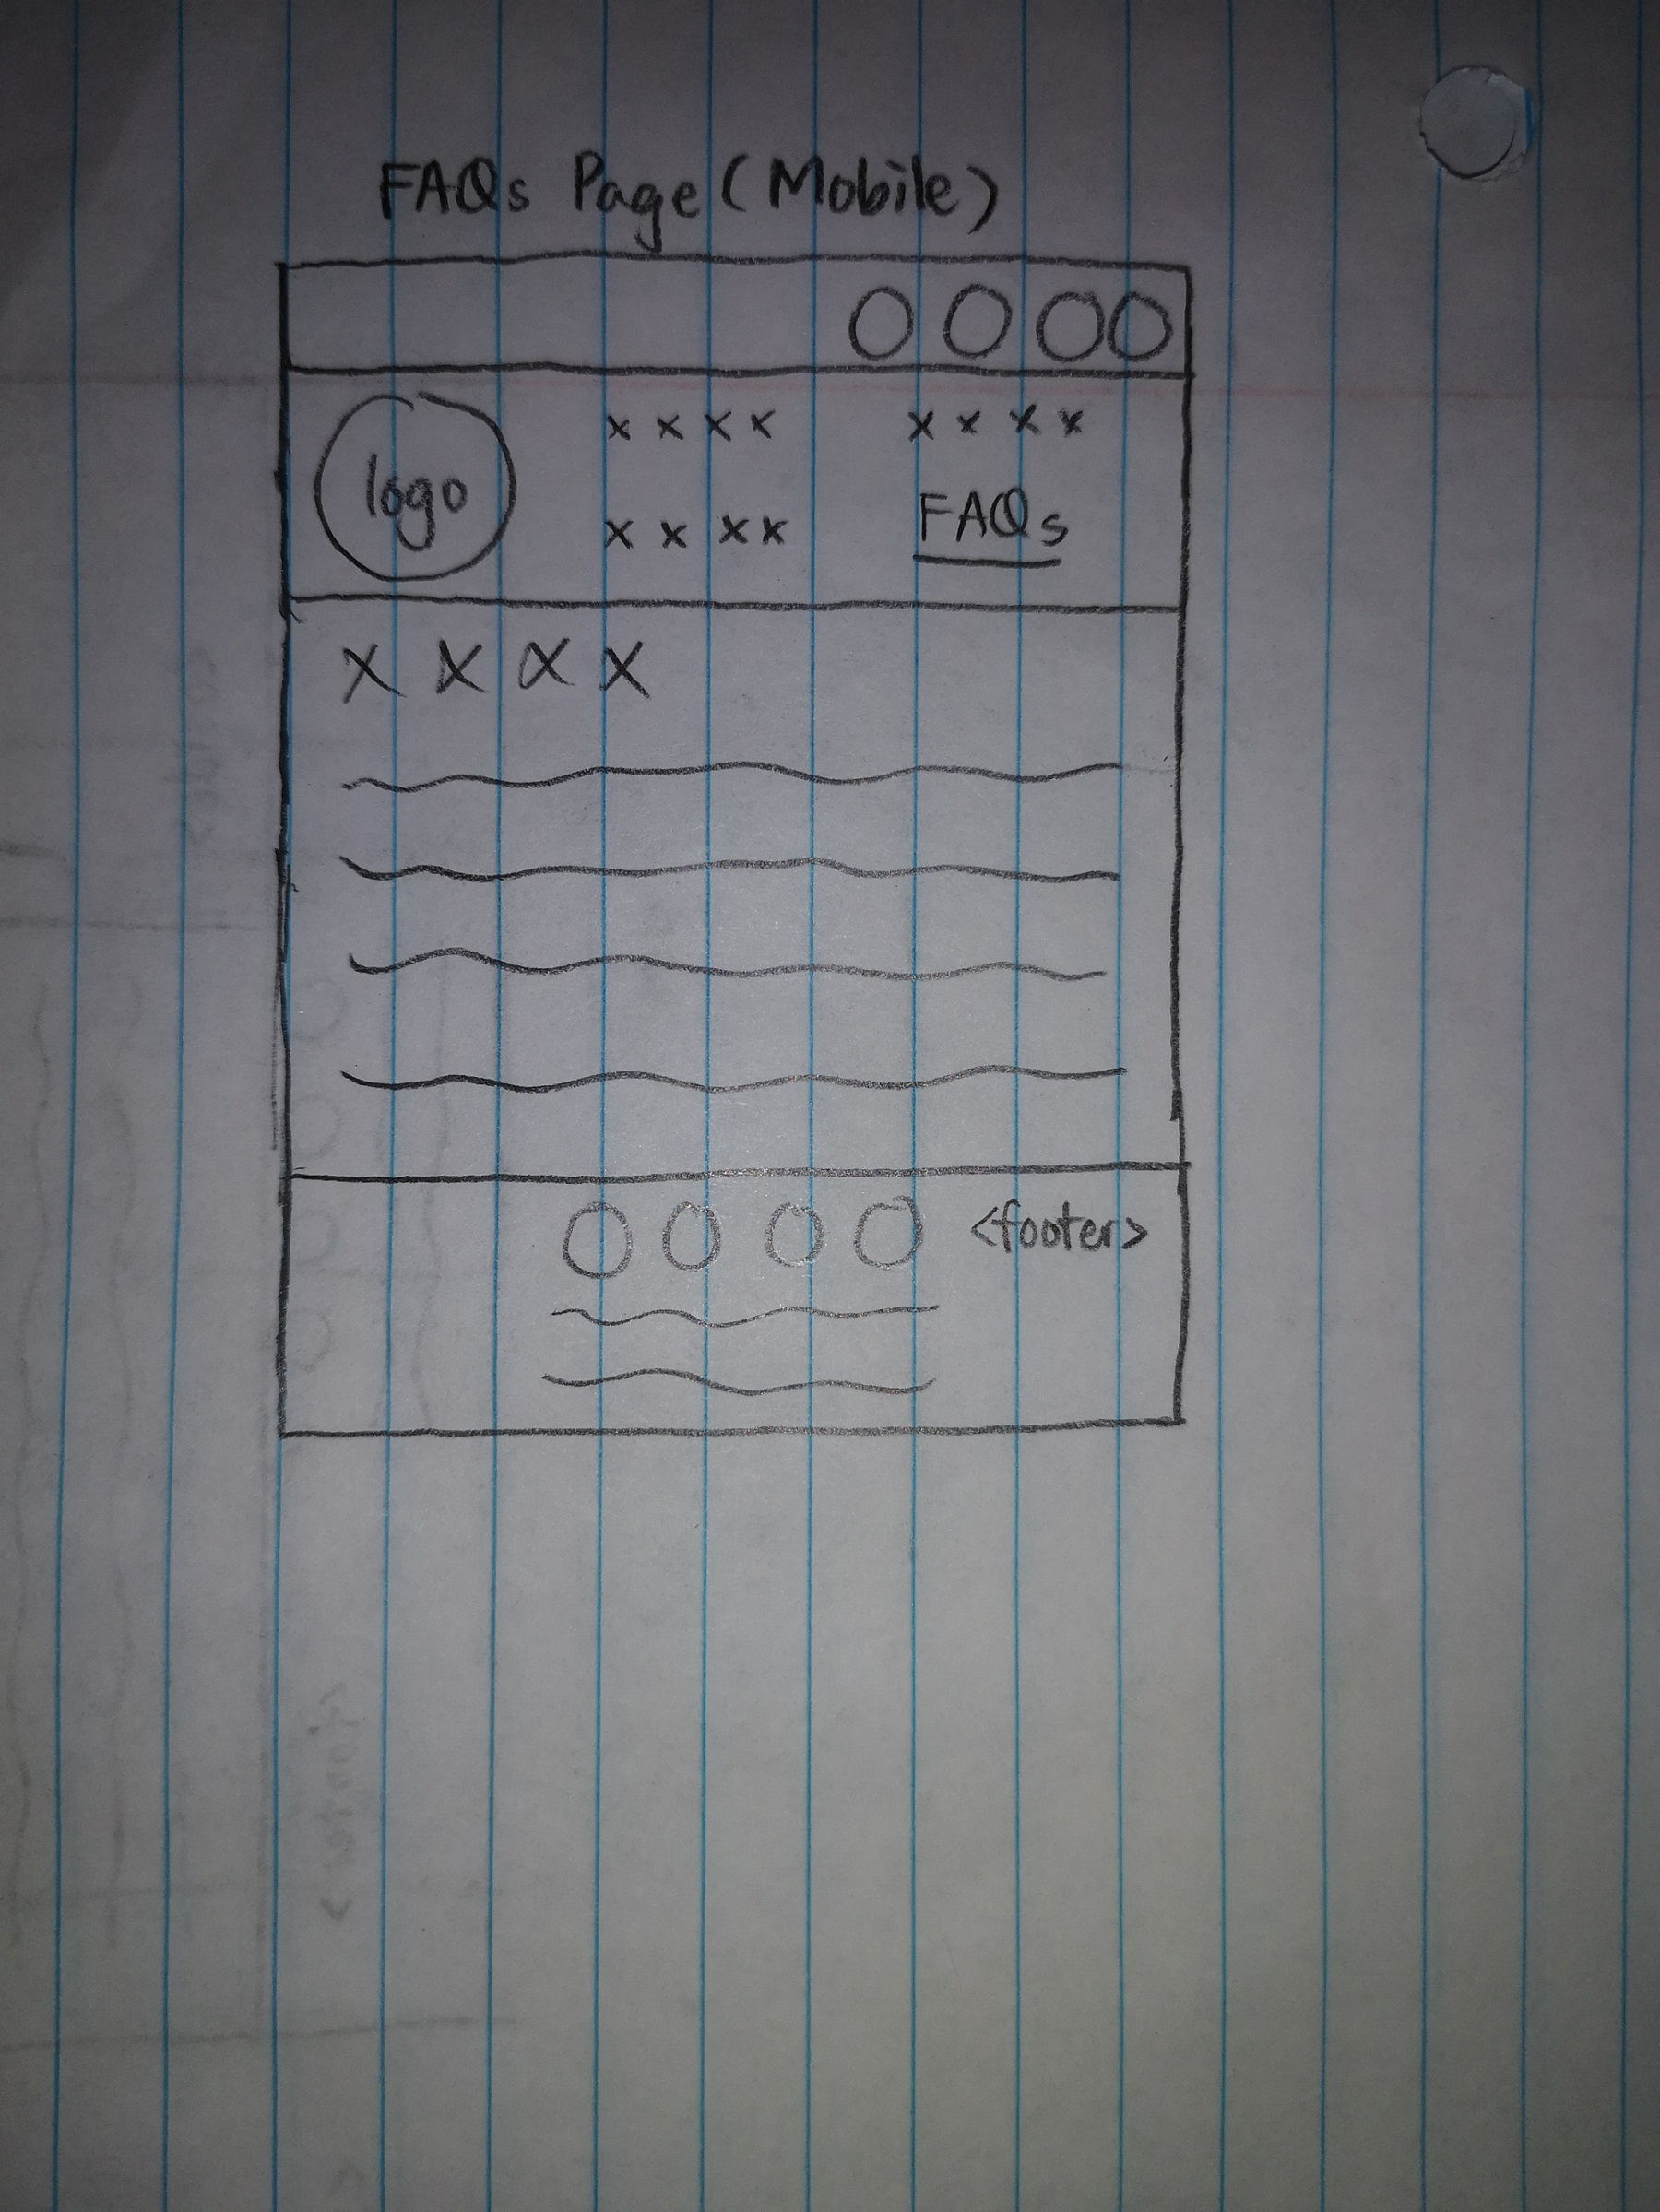 FAQs Page (Mobile)
x x x x x x x x
logo
x x x x FAQs
X X X X
<footer>